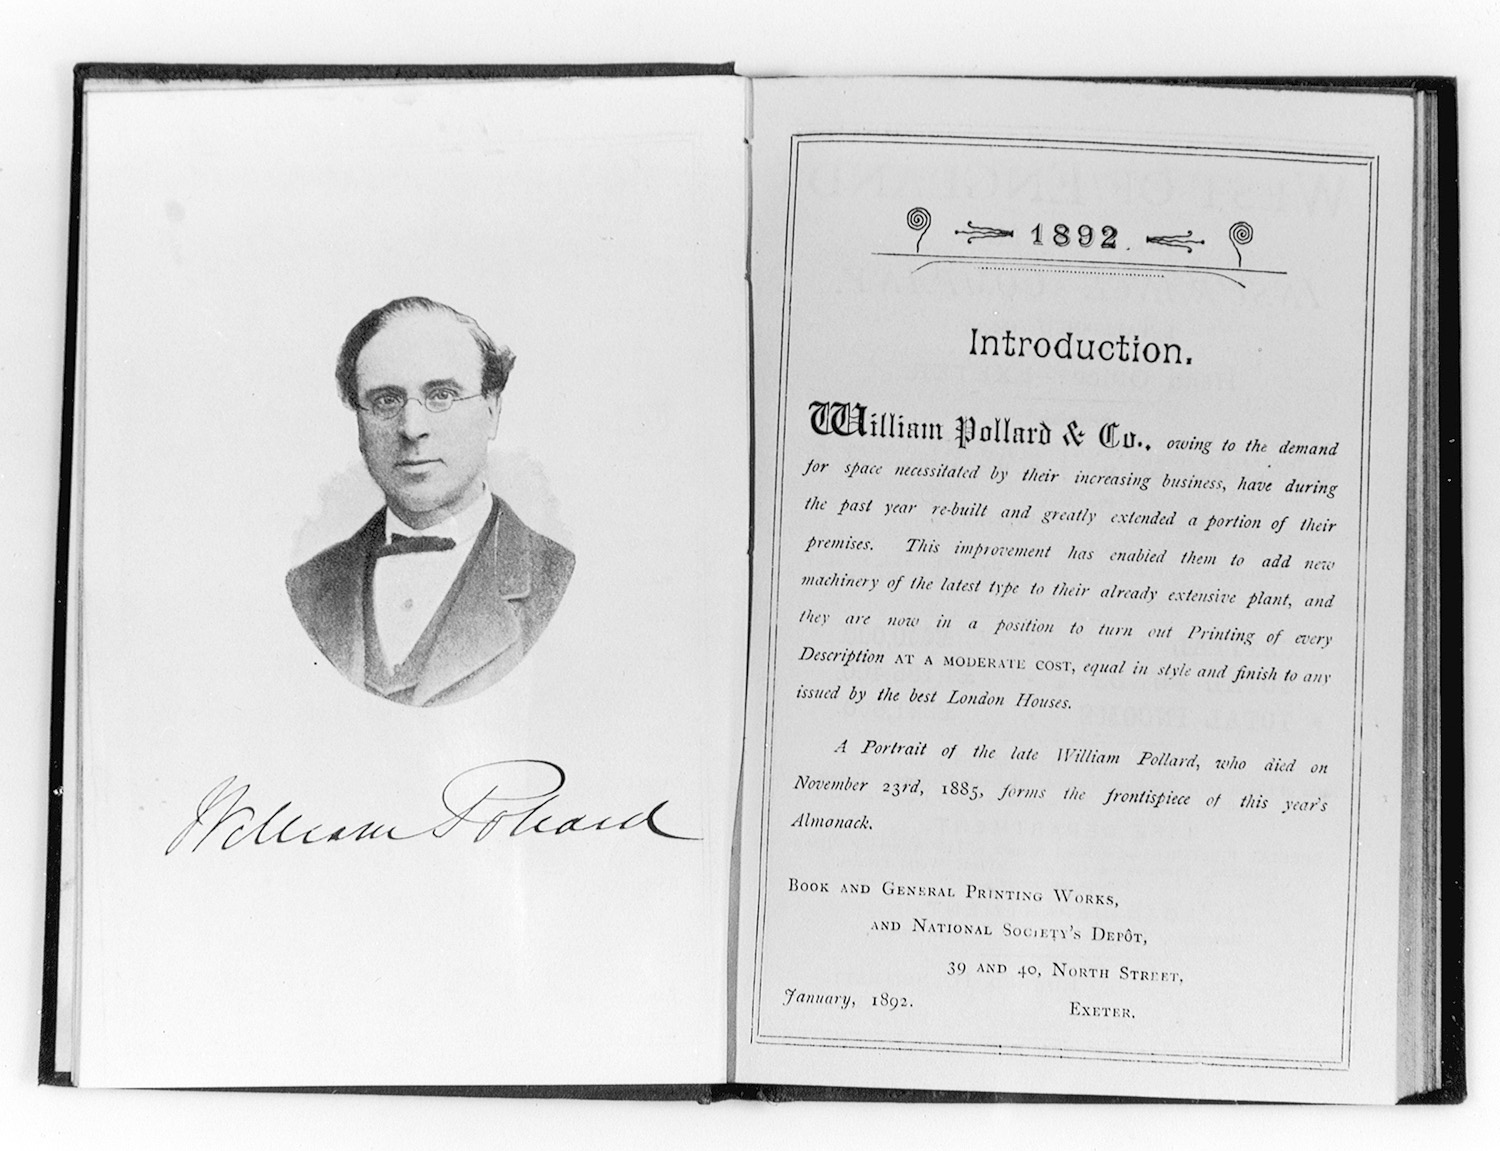 William Pollard
1892.
Introduction.
William Pollard & Co., owing to the demand
for space necessitated by their increasing business, have during
the past year re-built and greatly extended a portion of their
premises. This improvement has enabled them to add new
machinery of the latest type to their already extensive plant, and
they are now in a position to turn out Printing of every
Description AT A MODERATE COST, equal in style and finish to any
issued by the best London Houses.
A Portrait of the late William Pollard, who died on
November 23rd, 1885, forms the frontispiece of this year's
Almanack.
BOOK AND GENERAL PRINTING WORKS,
AND NATIONAL SOCIETY'S DEPÔT,
39 AND 40, NORTH STREET,
January, 1892. EXETER.